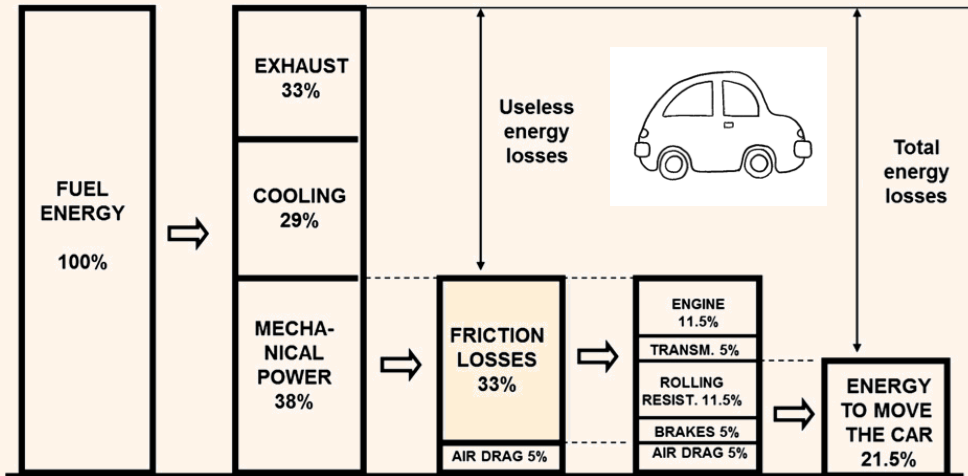 FUEL
ENERGY
100%
EXHAUST
33%
COOLING
29%
MECHA-
NICAL
POWER
38%
Useless
energy
losses
FRICTION
LOSSES
33%
AIR DRAG 5%
ENGINE
11.5%
TRANSM. 5%
ROLLING
RESIST. 11.5%
BRAKES 5%
AIR DRAG 5%
Total
energy
losses
ENERGY
TO MOVE
THE CAR
21.5%